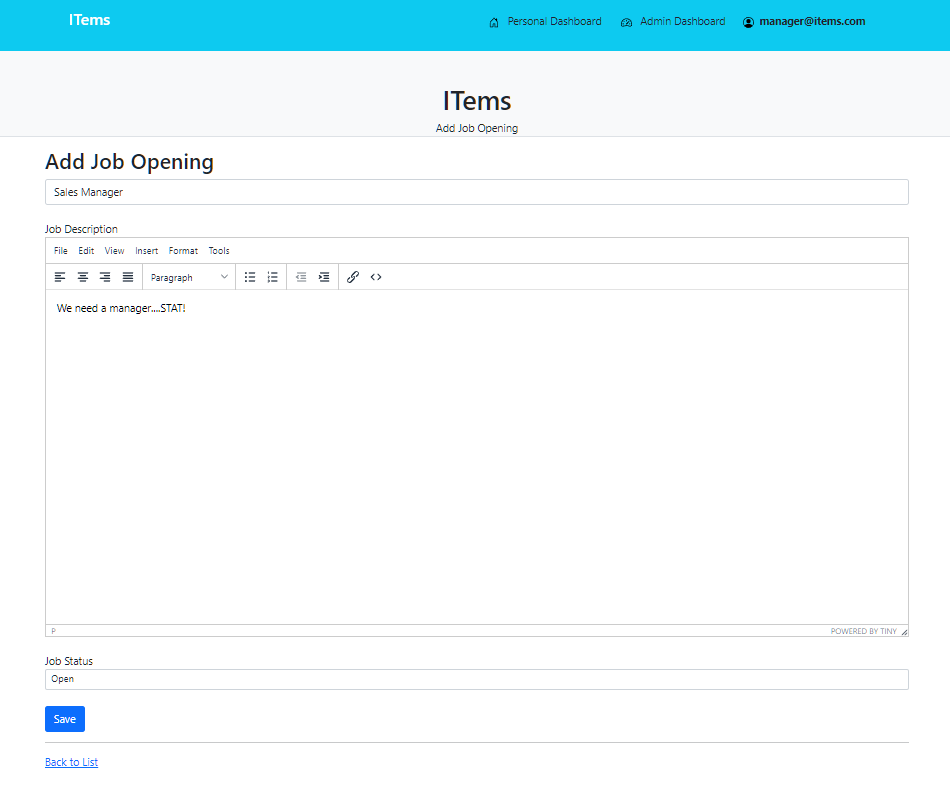 ITems Personal Dashboard Admin Dashboard manager@items.com
ITems
Add Job Opening
Add Job Opening
Sales Manager
Job Description
File Edit View Insert Format Tools
Paragraph
We need a manager....STAT!
P POWERED BY TINY
Job Status
Open
Save
Back to List